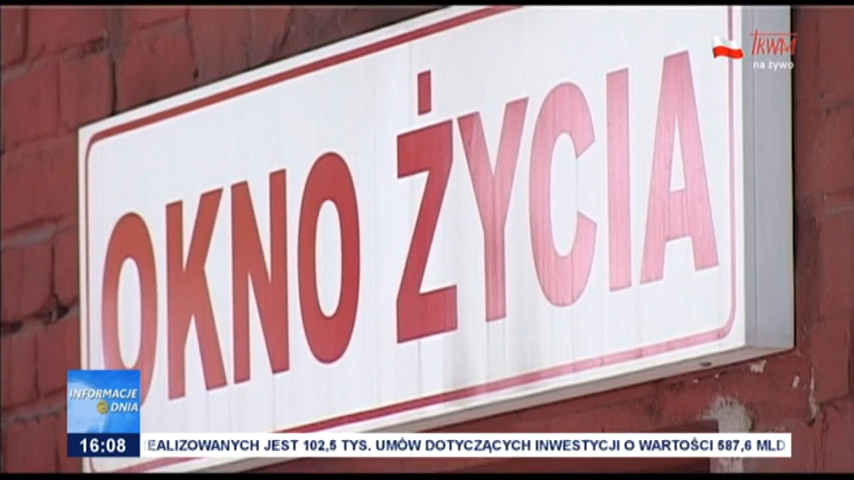 TRWAM
na żywo
OKNO ŻYCIA
INFORMACJE
DNIA
16:08
EALIZOWANYCH JEST 102,5 TYS. UMÓW DOTYCZĄCYCH INWESTYCJI O WARTOŚCI 587,6 MLD